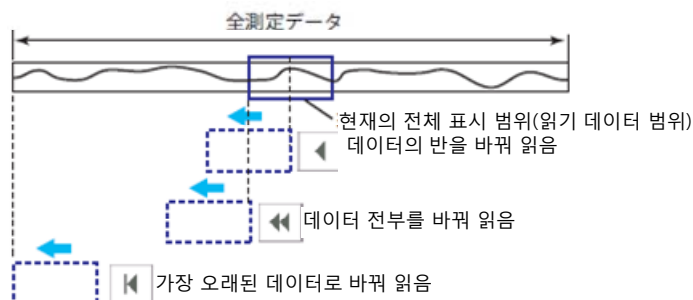 全測定データ
현재의 전체 표시 범위(읽기 데이터 범위)
데이터의 반을 바꿔 읽음
데이터 전부를 바꿔 읽음
가장 오래된 데이터로 바꿔 읽음